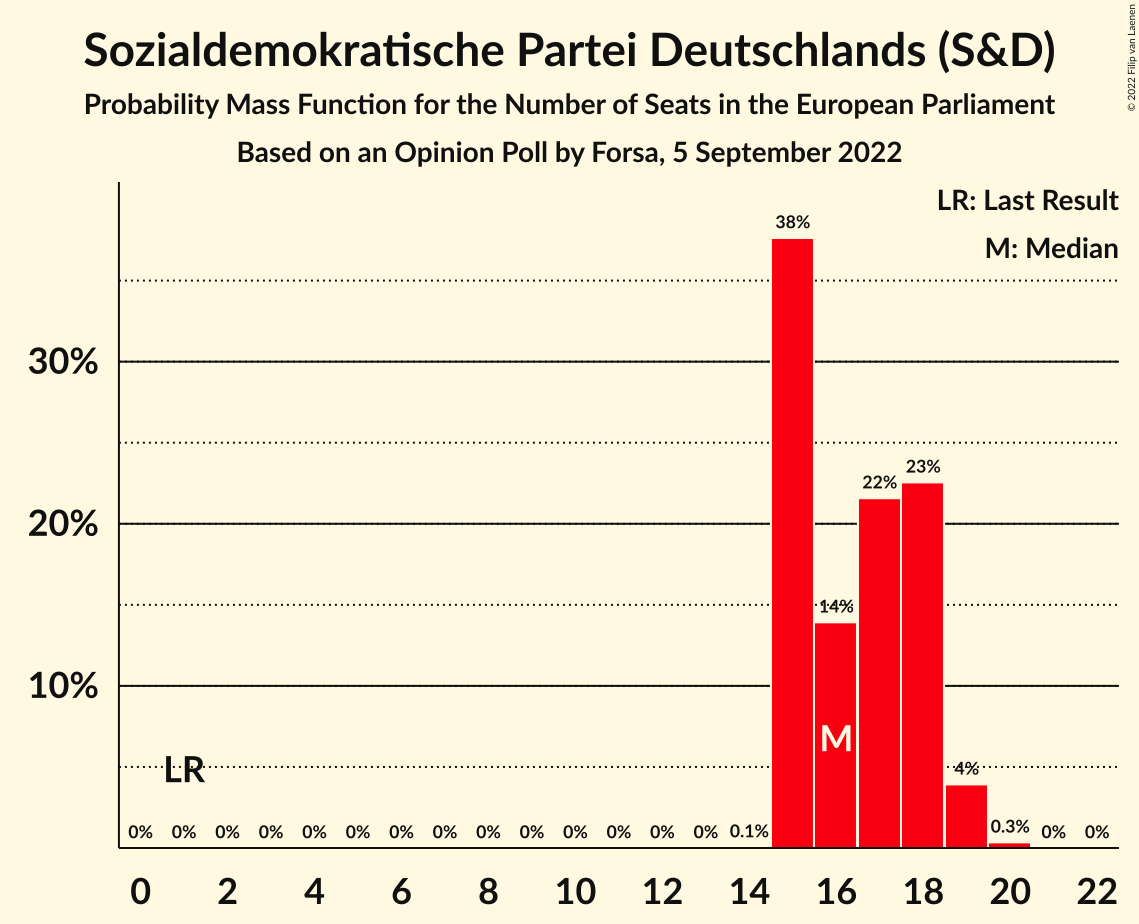 Sozialdemokratische Partei Deutschlands (S&D)
Probability Mass Function for the Number of Seats in the European Parliament
Based on an Opinion Poll by Forsa, 5 September 2022
© 2022 Filip van Laenen
LR: Last Result
M: Median
38%
30%
23%
22%
20%
14%
10%
M
LR
4%
0% 0% 0% 0% 0% 0% 0% 0% 0% 0% 0% 0% 0% 0% 0.1% 0.3% 0% 0%
0 2 4 6 8 10 12 14 16 18 20 22